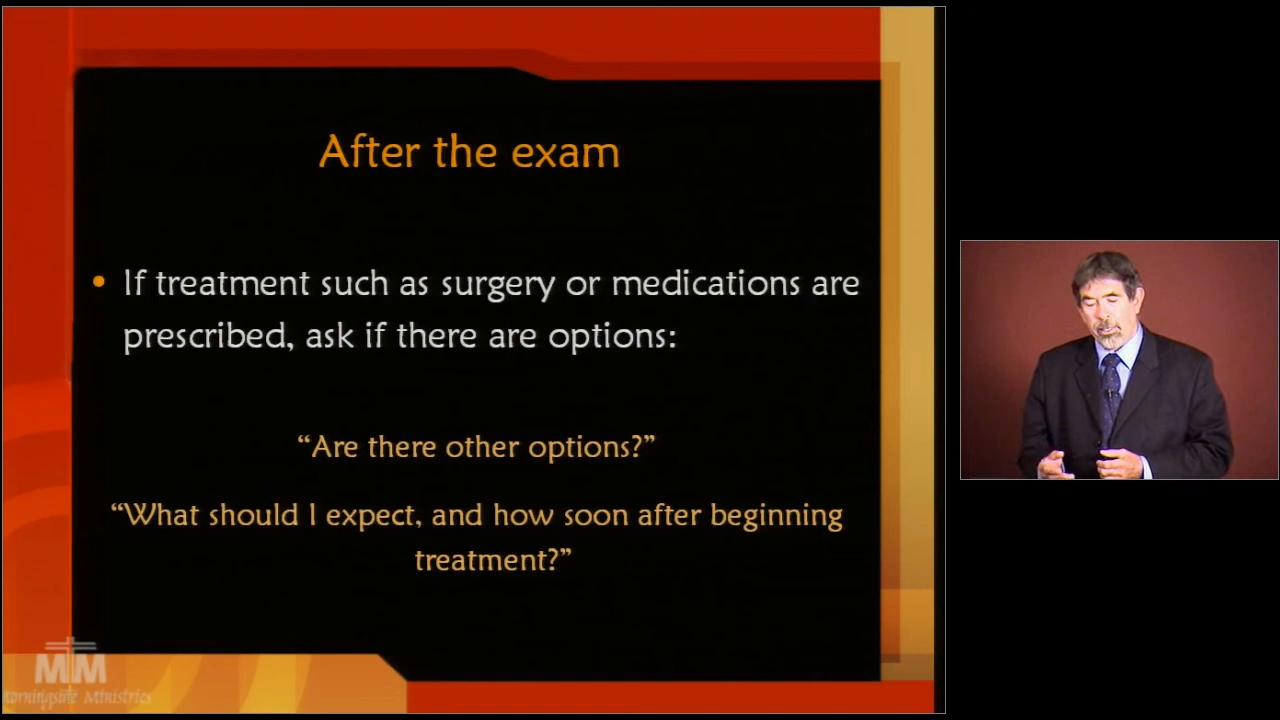 After the exam
• If treatment such as surgery or medications are
prescribed, ask if there are options:
“Are there other options?”
“What should I expect, and how soon after beginning
treatment?”
MM
Ministries